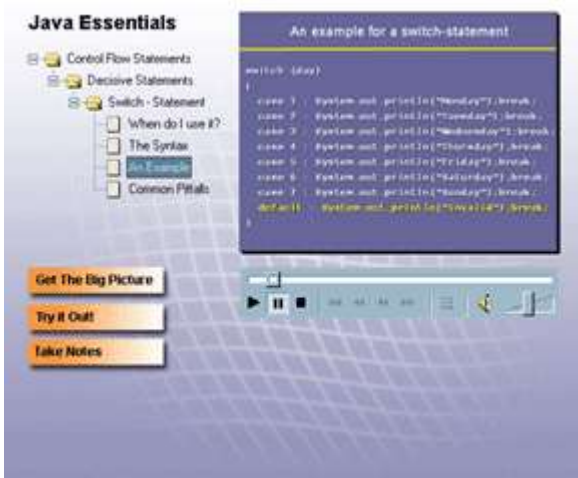 Java Essentials
Control Flow Statements
Decisive Statements
Switch - Statement
When do I use it?
The Syntax
An Example
Common Pitfalls
Get The Big Picture
Try it Out!
Take Notes
An example for a switch-statement
switch (day)
{
case 1 : System.out.println("Monday");break;
case 2 : System.out.println("Tuesday");break;
case 3 : System.out.println("Wednesday");break;
case 4 : System.out.println("Thursday");break;
case 5 : System.out.println("Friday");break;
case 6 : System.out.println("Saturday");break;
case 7 : System.out.println("Sunday");break;
default : System.out.println("invalid");break;
}